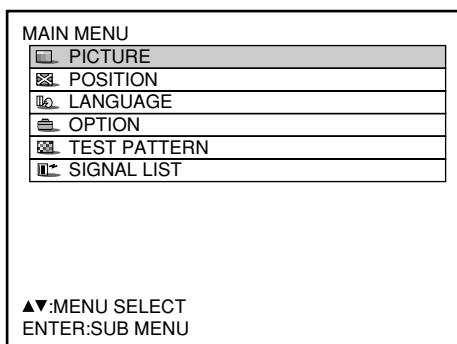 MAIN MENU
PICTURE
POSITION
LANGUAGE
OPTION
TEST PATTERN
SIGNAL LIST
▲▼:MENU SELECT
ENTER:SUB MENU